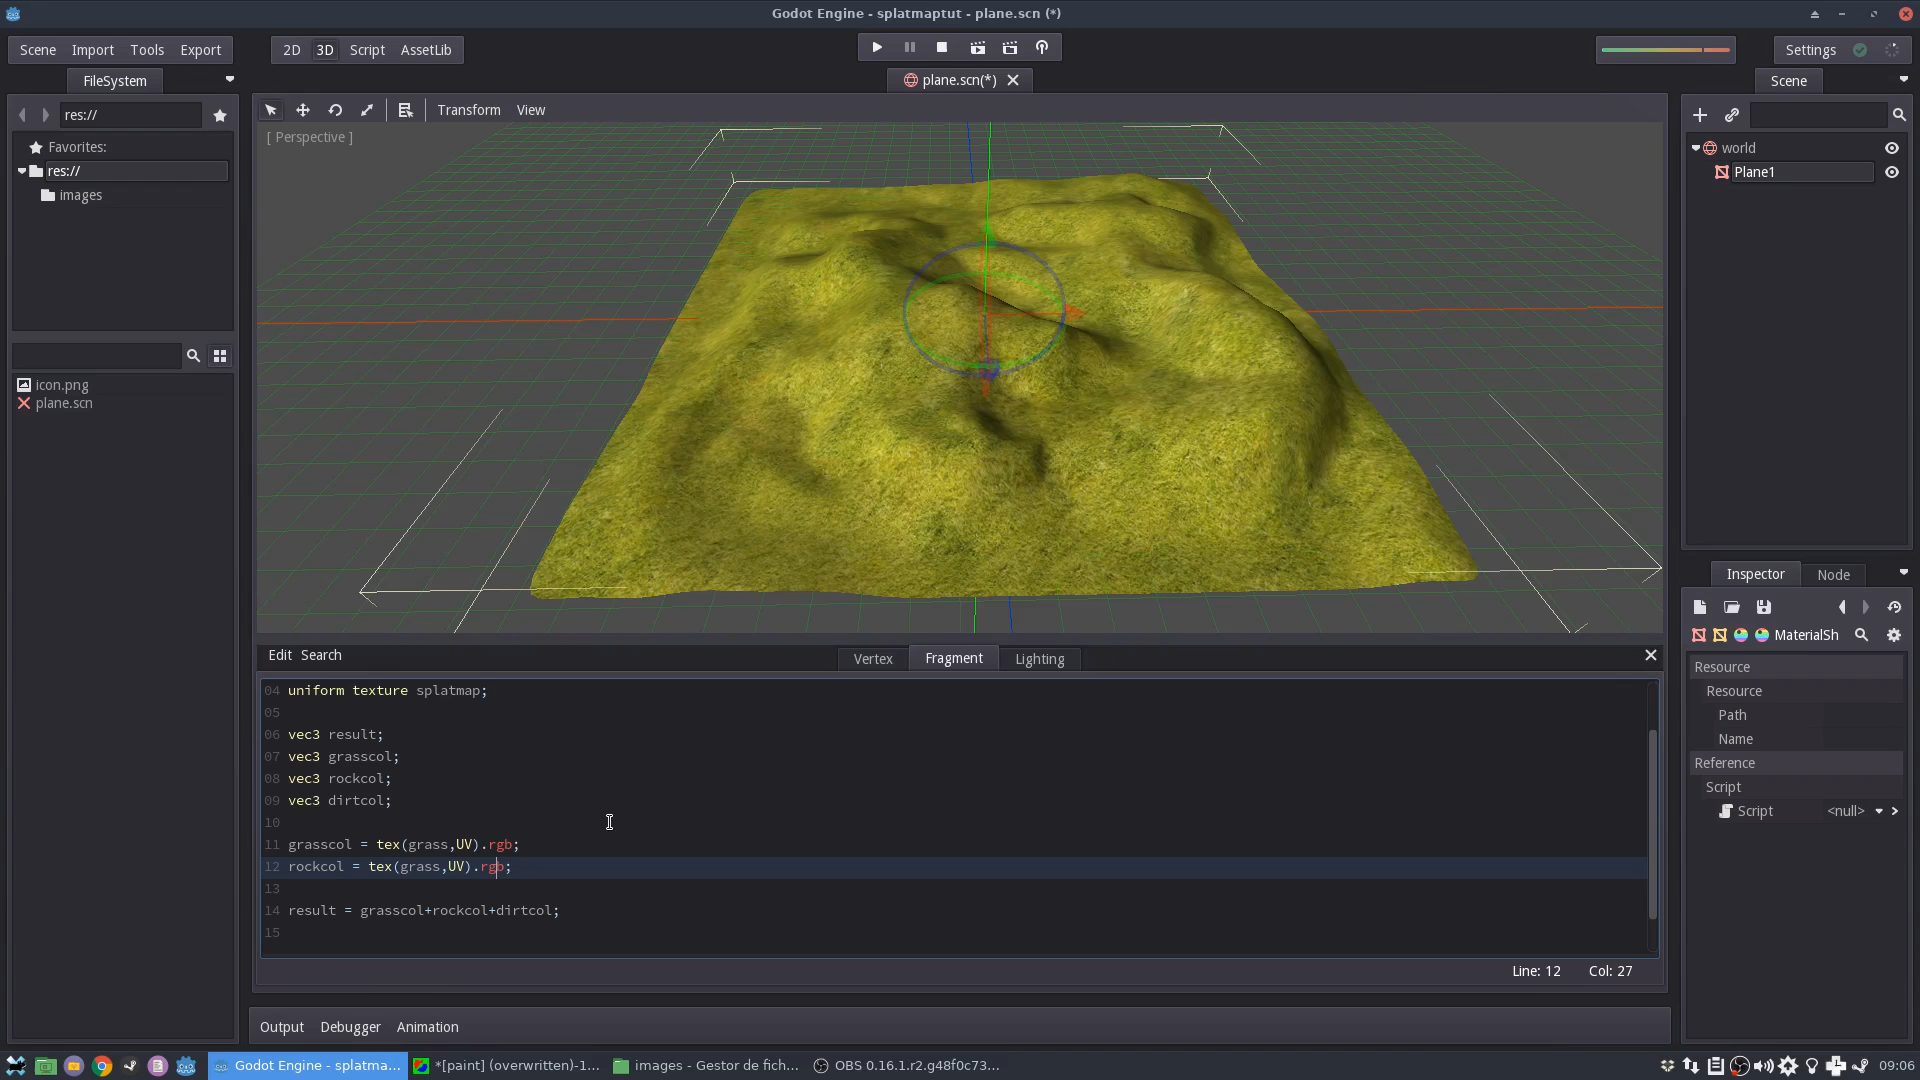 Godot Engine - splatmaptut - plane.scn (*)
Scene Import Tools Export
2D 3D Script AssetLib
Settings
FileSystem
plane.scn(*)
Scene
res://
Transform View
[ Perspective ]
Favorites:
res://
images
world
Plane1
icon.png
plane.scn
Inspector Node
MaterialSh
Resource
Resource
Path
Name
Reference
Script
Script <null>
Edit Search
Vertex Fragment Lighting
04 uniform texture splatmap;
05
06 vec3 result;
07 vec3 grasscol;
08 vec3 rockcol;
09 vec3 dirtcol;
10
11 grasscol = tex(grass,UV).rgb;
12 rockcol = tex(grass,UV).rgb;
13
14 result = grasscol+rockcol+dirtcol;
15
Line: 12 Col: 27
Output Debugger Animation
Godot Engine - splatma...
*[paint] (overwritten)-1...
images - Gestor de fich...
OBS 0.16.1.r2.g48f0c73...
09:06